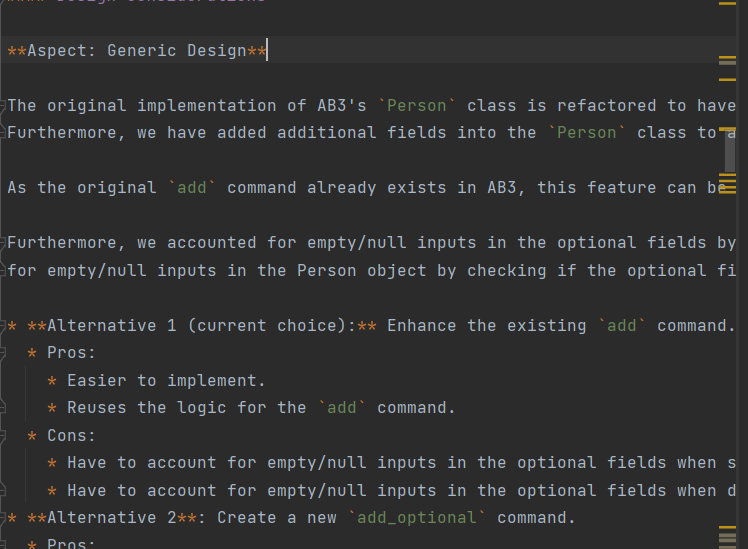 **Aspect: Generic Design**
The original implementation of AB3's `Person` class is refactored to have
Furthermore, we have added additional fields into the `Person` class to a
As the original `add` command already exists in AB3, this feature can be
Furthermore, we accounted for empty/null inputs in the optional fields by
for empty/null inputs in the Person object by checking if the optional fi
* **Alternative 1 (current choice):** Enhance the existing `add` command.
* Pros:
* Easier to implement.
* Reuses the logic for the `add` command.
* Cons:
* Have to account for empty/null inputs in the optional fields when s
* Have to account for empty/null inputs in the optional fields when d
* **Alternative 2**: Create a new `add_optional` command.
* Pros: